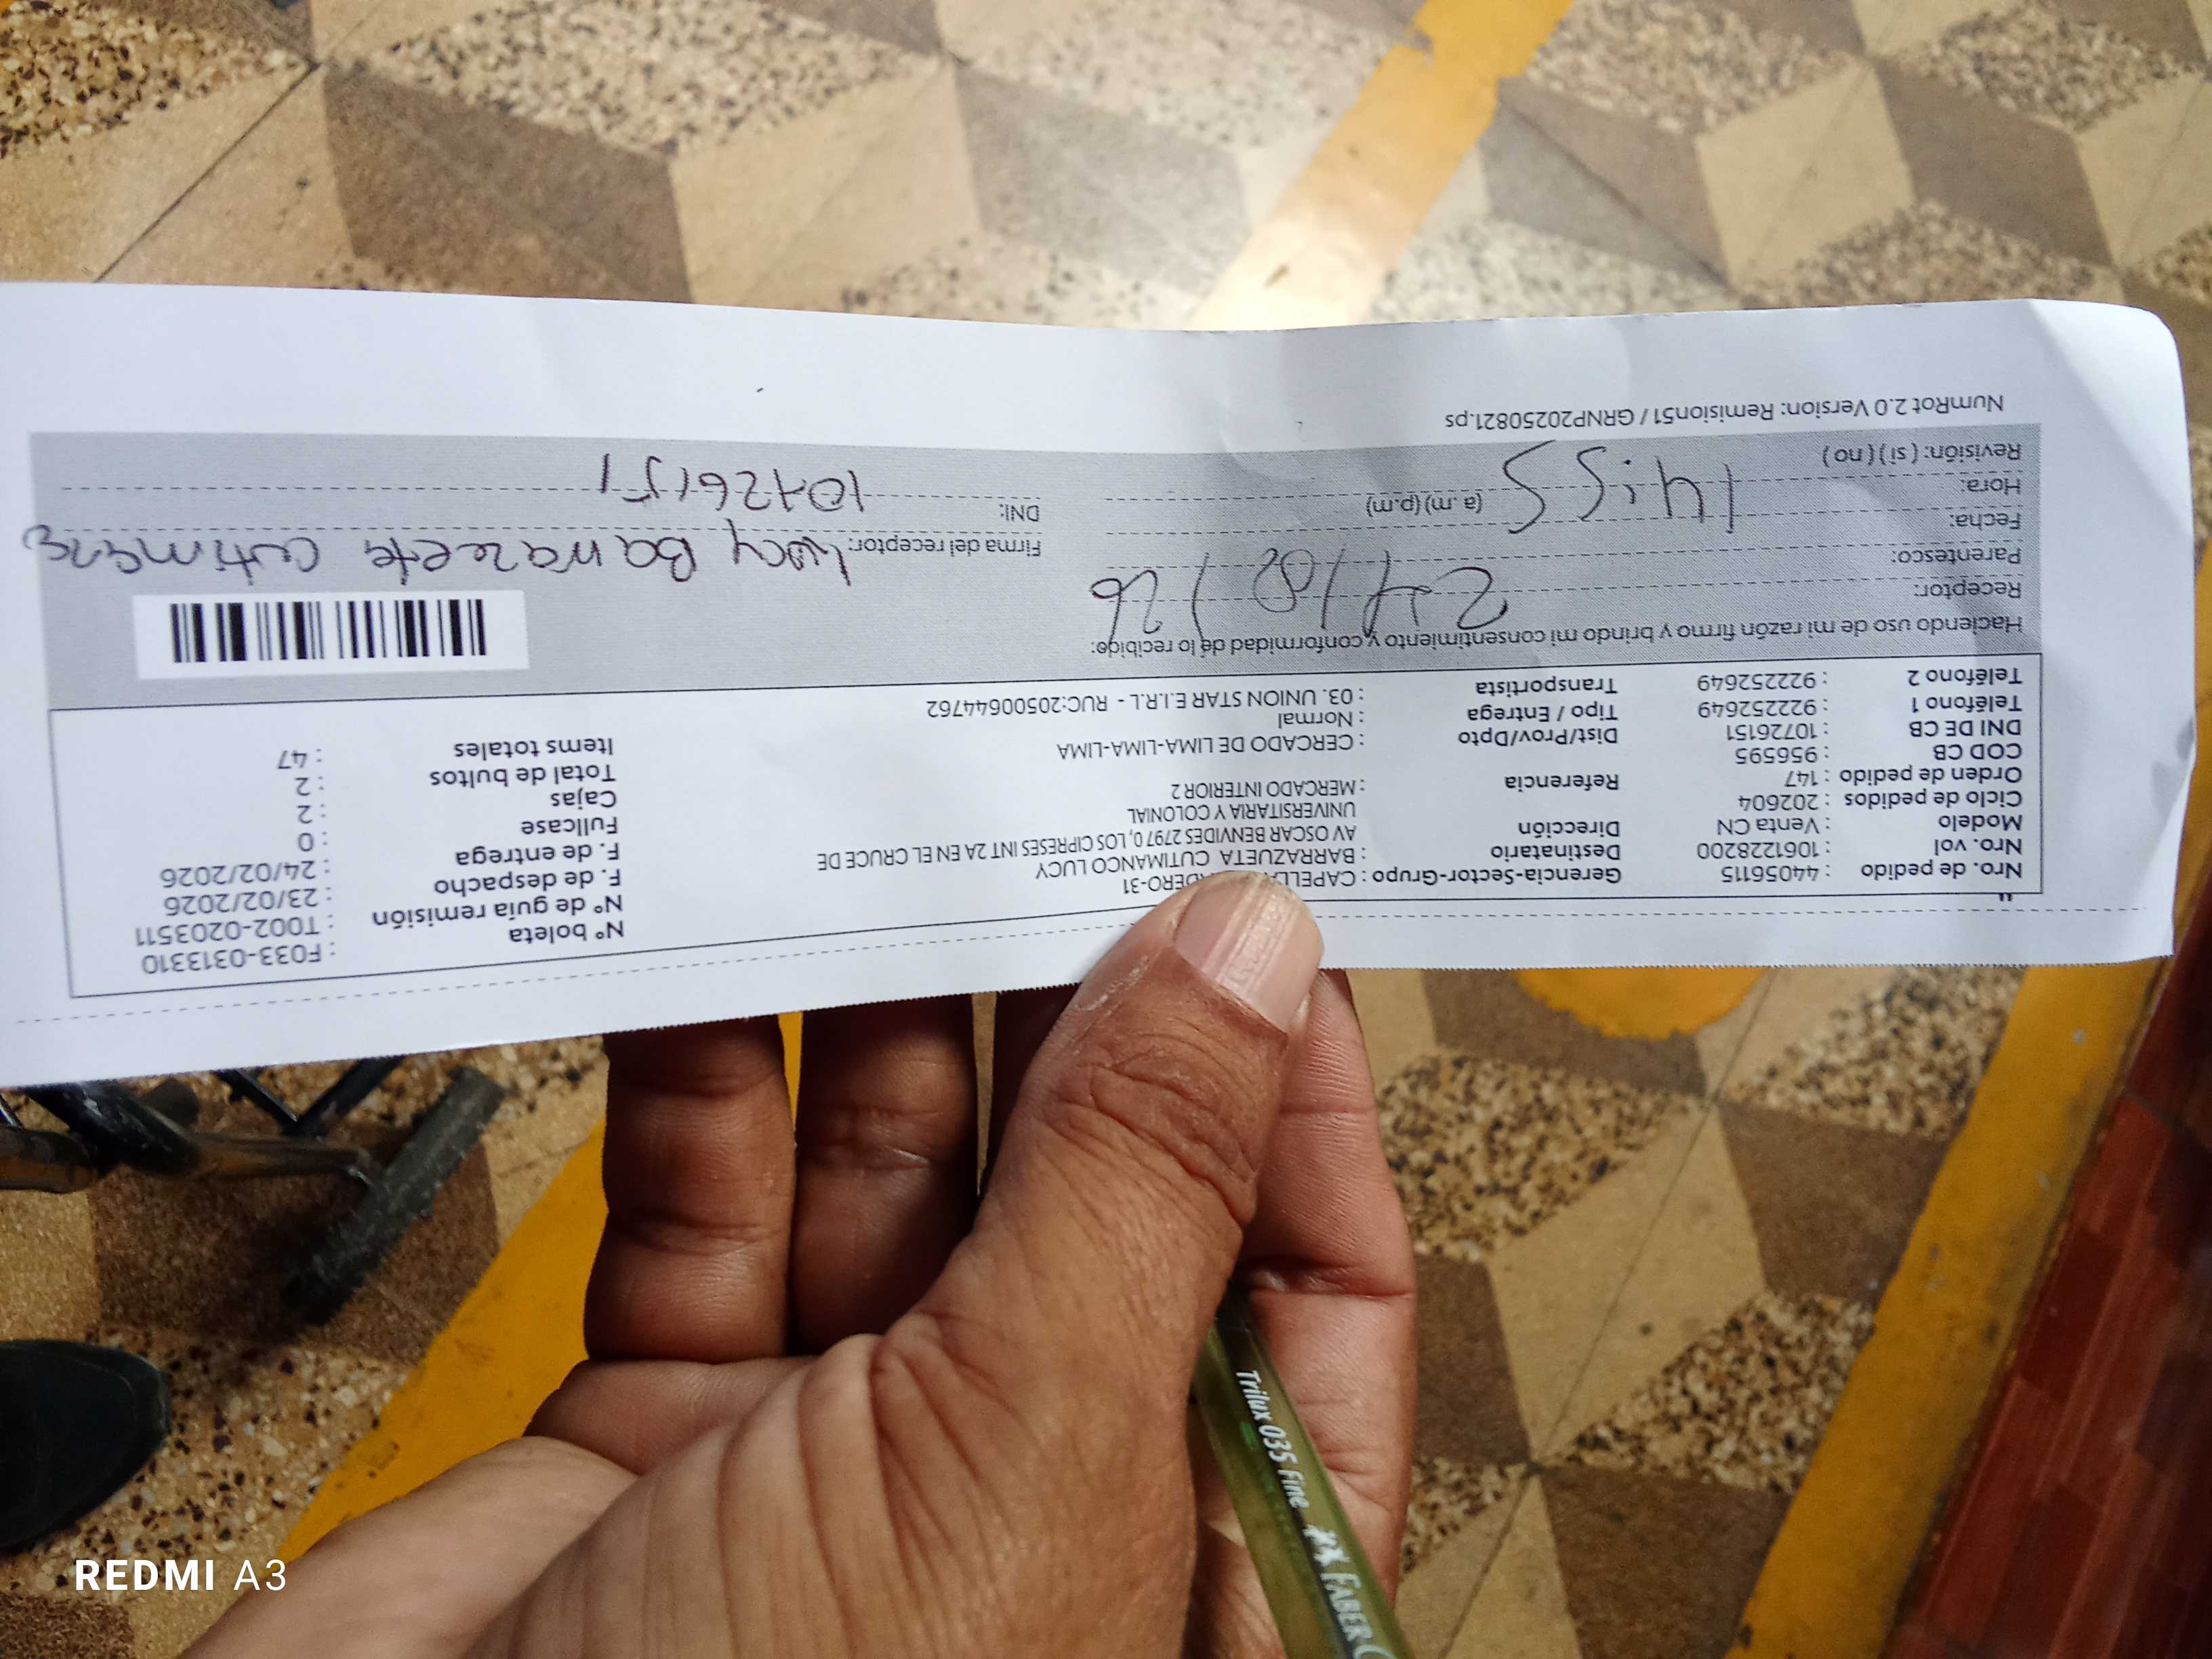 Nro. de pedido : 44056115
Nro. vol : 1061228200
Modelo : Venta CN
Ciclo de pedidos : 202604
Orden de pedido : 147
COD CB : 956595
DNI DE CB : 10726151
Teléfono 1 : 922252649
Teléfono 2 : 922252649
Gerencia-Sector-Grupo : CAPELLA DERO-31
Destinatario : BARRAZUETA CUTIMANCO LUCY
Dirección AV OSCAR BENVIDES 2797 0, LOS CIPRESES INT 2A EN EL CRUCE DE
UNIVERSITARIA Y COLONIAL
Referencia : MERCADO INTERIOR 2
Dist/Prov/Dpto : CERCADO DE LIMA-LIMA-LIMA
Tipo / Entrega : Normal
Transportista : 03. UNION STAR E.I.R.L - RUC:20500644762
N° boleta : F033-0313310
N° de guía remisión : T002-0203511
F. de despacho : 23/02/2026
F. de entrega : 24/02/2026
Fullcase : 0
Cajas : 2
Total de bultos : 2
Items totales : 47
Haciendo uso de mi razón firmo y brindo mi consentimiento y conformidad de lo recibido:
Receptor:
Parentesco:
Fecha: 24/02/26
Hora: 14:55 (a.m) (p.m)
Revisión: ( si ) ( no )
Firma del receptor: Lucy Barrazueta
DNI: 10726151
NumRot 2.0 Version: Remision51 / GRNP20250821.ps
Trilux 035 Fine FABER
REDMI A3